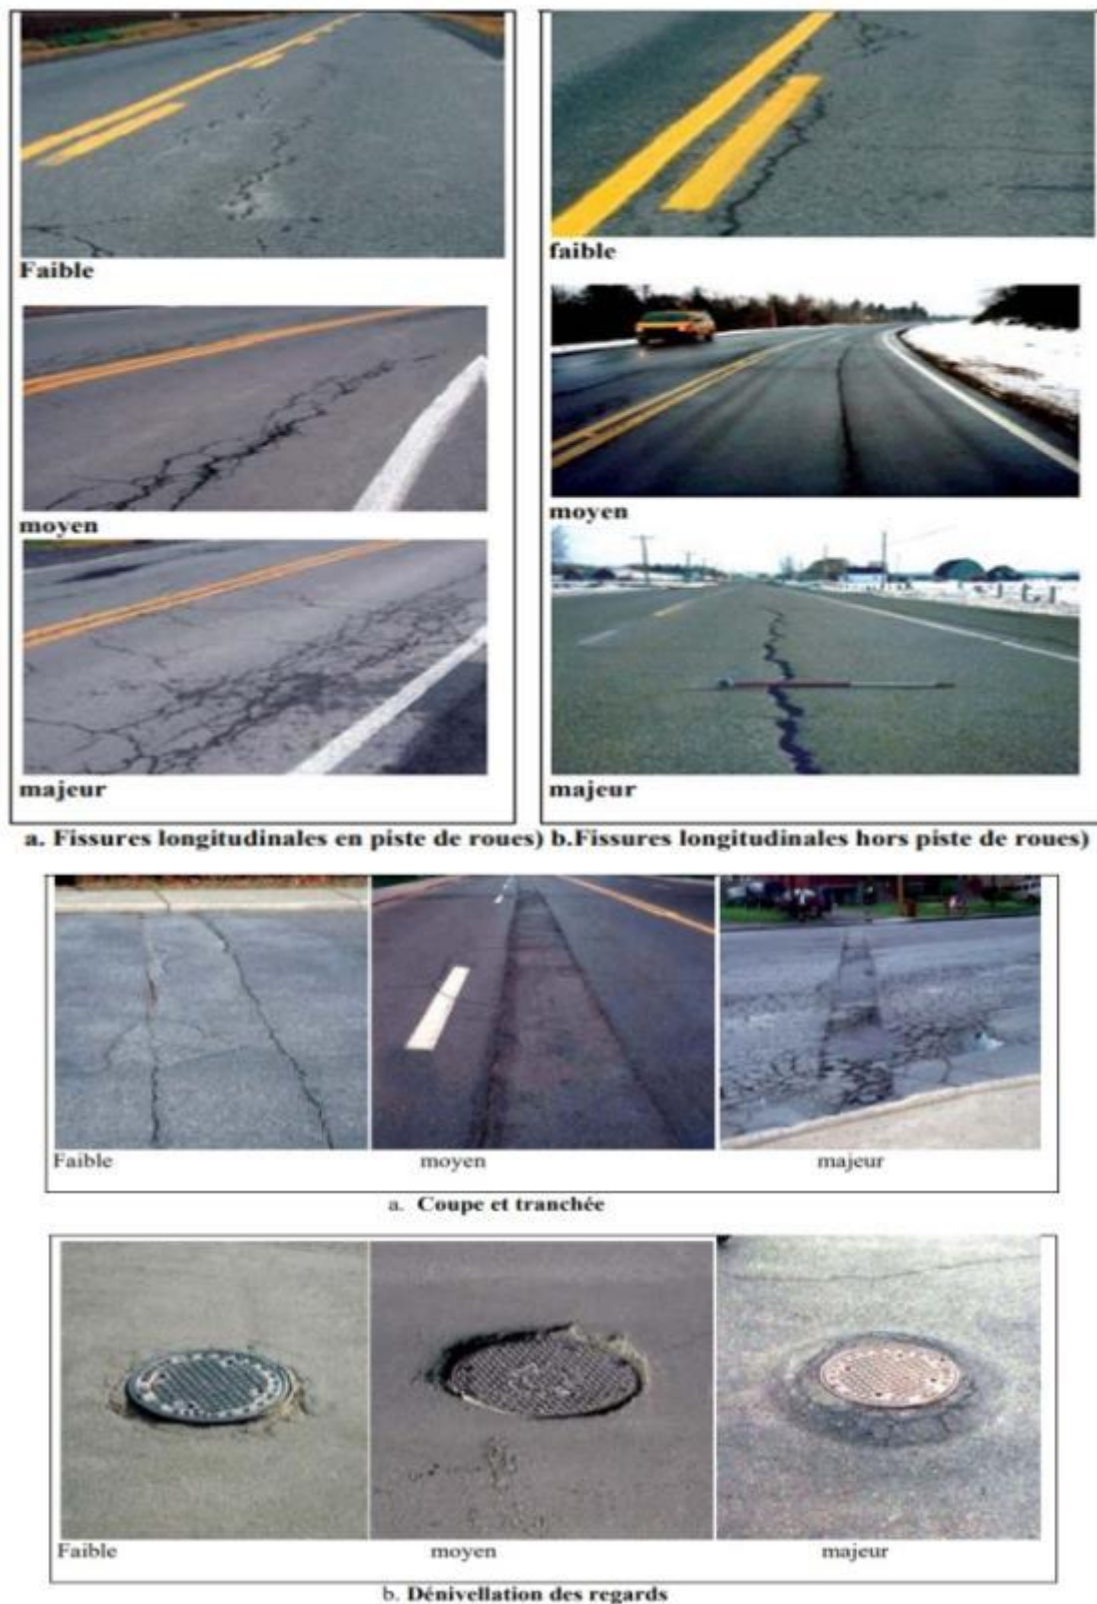 Faible
moyen
majeur
faible
moyen
majeur
a. Fissures longitudinales en piste de roues) b.Fissures longitudinales hors piste de roues)
Faible moyen majeur
a. Coupe et tranchée
Faible moyen majeur
b. Dénivellation des regards